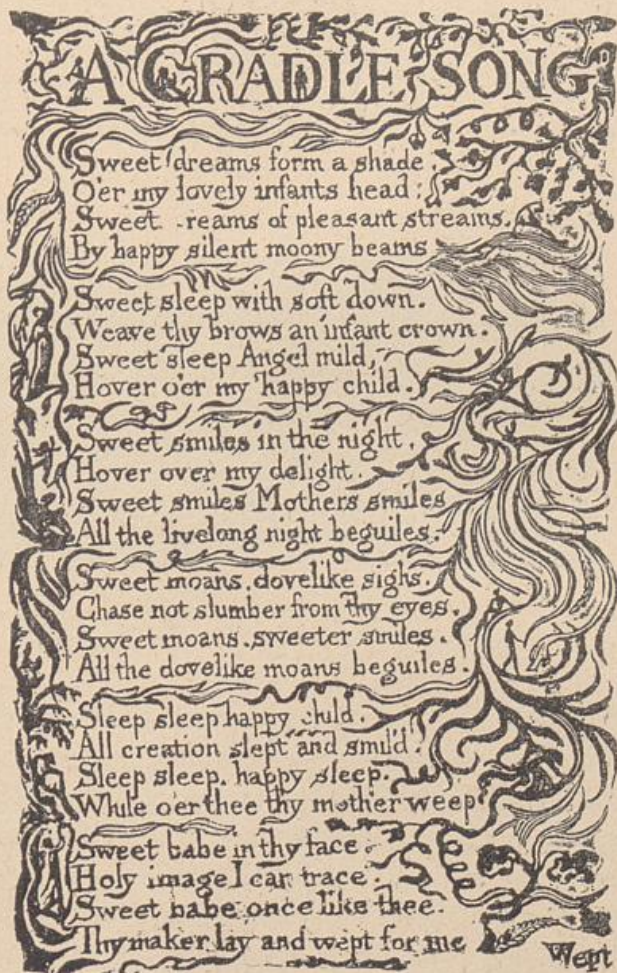 A CRADLE SONG
Sweet dreams form a shade
O'er my lovely infants head:
Sweet reams of pleasant streams.
By happy silent moony beams
Sweet sleep with soft down.
Weave thy brows an infant crown.
Sweet sleep Angel mild,
Hover o'er my happy child.
Sweet smiles in the night,
Hover over my delight.
Sweet smiles Mothers smiles
All the livelong night beguiles.
Sweet moans, dovelike sighs,
Chase not slumber from thy eyes,
Sweet moans, sweeter smiles,
All the dovelike moans beguiles.
Sleep sleep happy child.
All creation slept and smil'd.
Sleep sleep, happy sleep.
While o'er thee thy mother weep
Sweet babe in thy face
Holy image I can trace.
Sweet babe once like thee.
Thy maker lay and wept for me
Wept